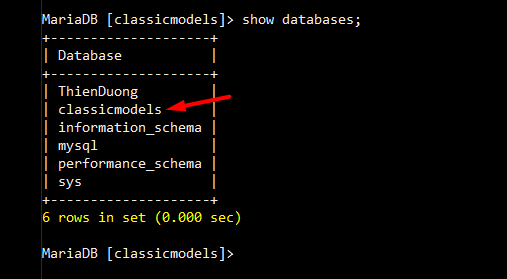 MariaDB [classicmodels]> show databases;
+--------------------+
| Database           |
+--------------------+
| ThienDuong         |
| classicmodels      |
| information_schema |
| mysql              |
| performance_schema |
| sys                |
+--------------------+
6 rows in set (0.000 sec)
MariaDB [classicmodels]>